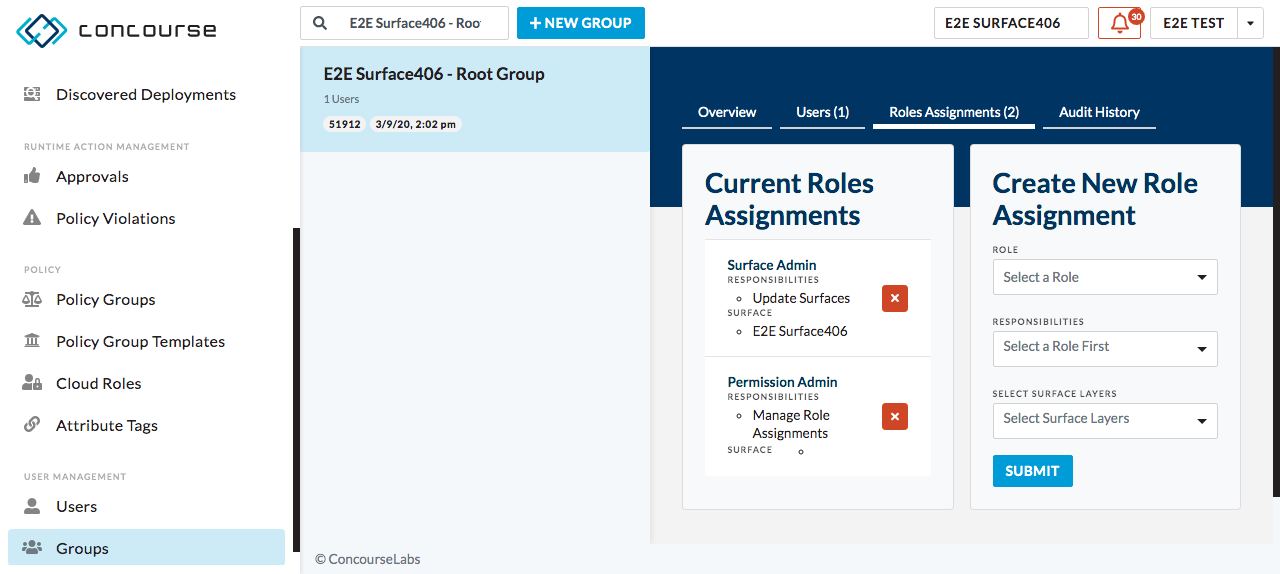 concourse
E2E Surface406 - Roo
+ NEW GROUP
E2E SURFACE406
30
E2E TEST
Discovered Deployments
RUNTIME ACTION MANAGEMENT
Approvals
Policy Violations
POLICY
Policy Groups
Policy Group Templates
Cloud Roles
Attribute Tags
USER MANAGEMENT
Users
Groups
E2E Surface406 - Root Group
1 Users
51912 3/9/20, 2:02 pm
Overview
Users (1)
Roles Assignments (2)
Audit History
Current Roles
Assignments
Surface Admin
RESPONSIBILITIES
Update Surfaces
SURFACE
E2E Surface406
Permission Admin
RESPONSIBILITIES
Manage Role
Assignments
SURFACE
Create New Role
Assignment
ROLE
Select a Role
RESPONSIBILITIES
Select a Role First
SELECT SURFACE LAYERS
Select Surface Layers
SUBMIT
© ConcourseLabs